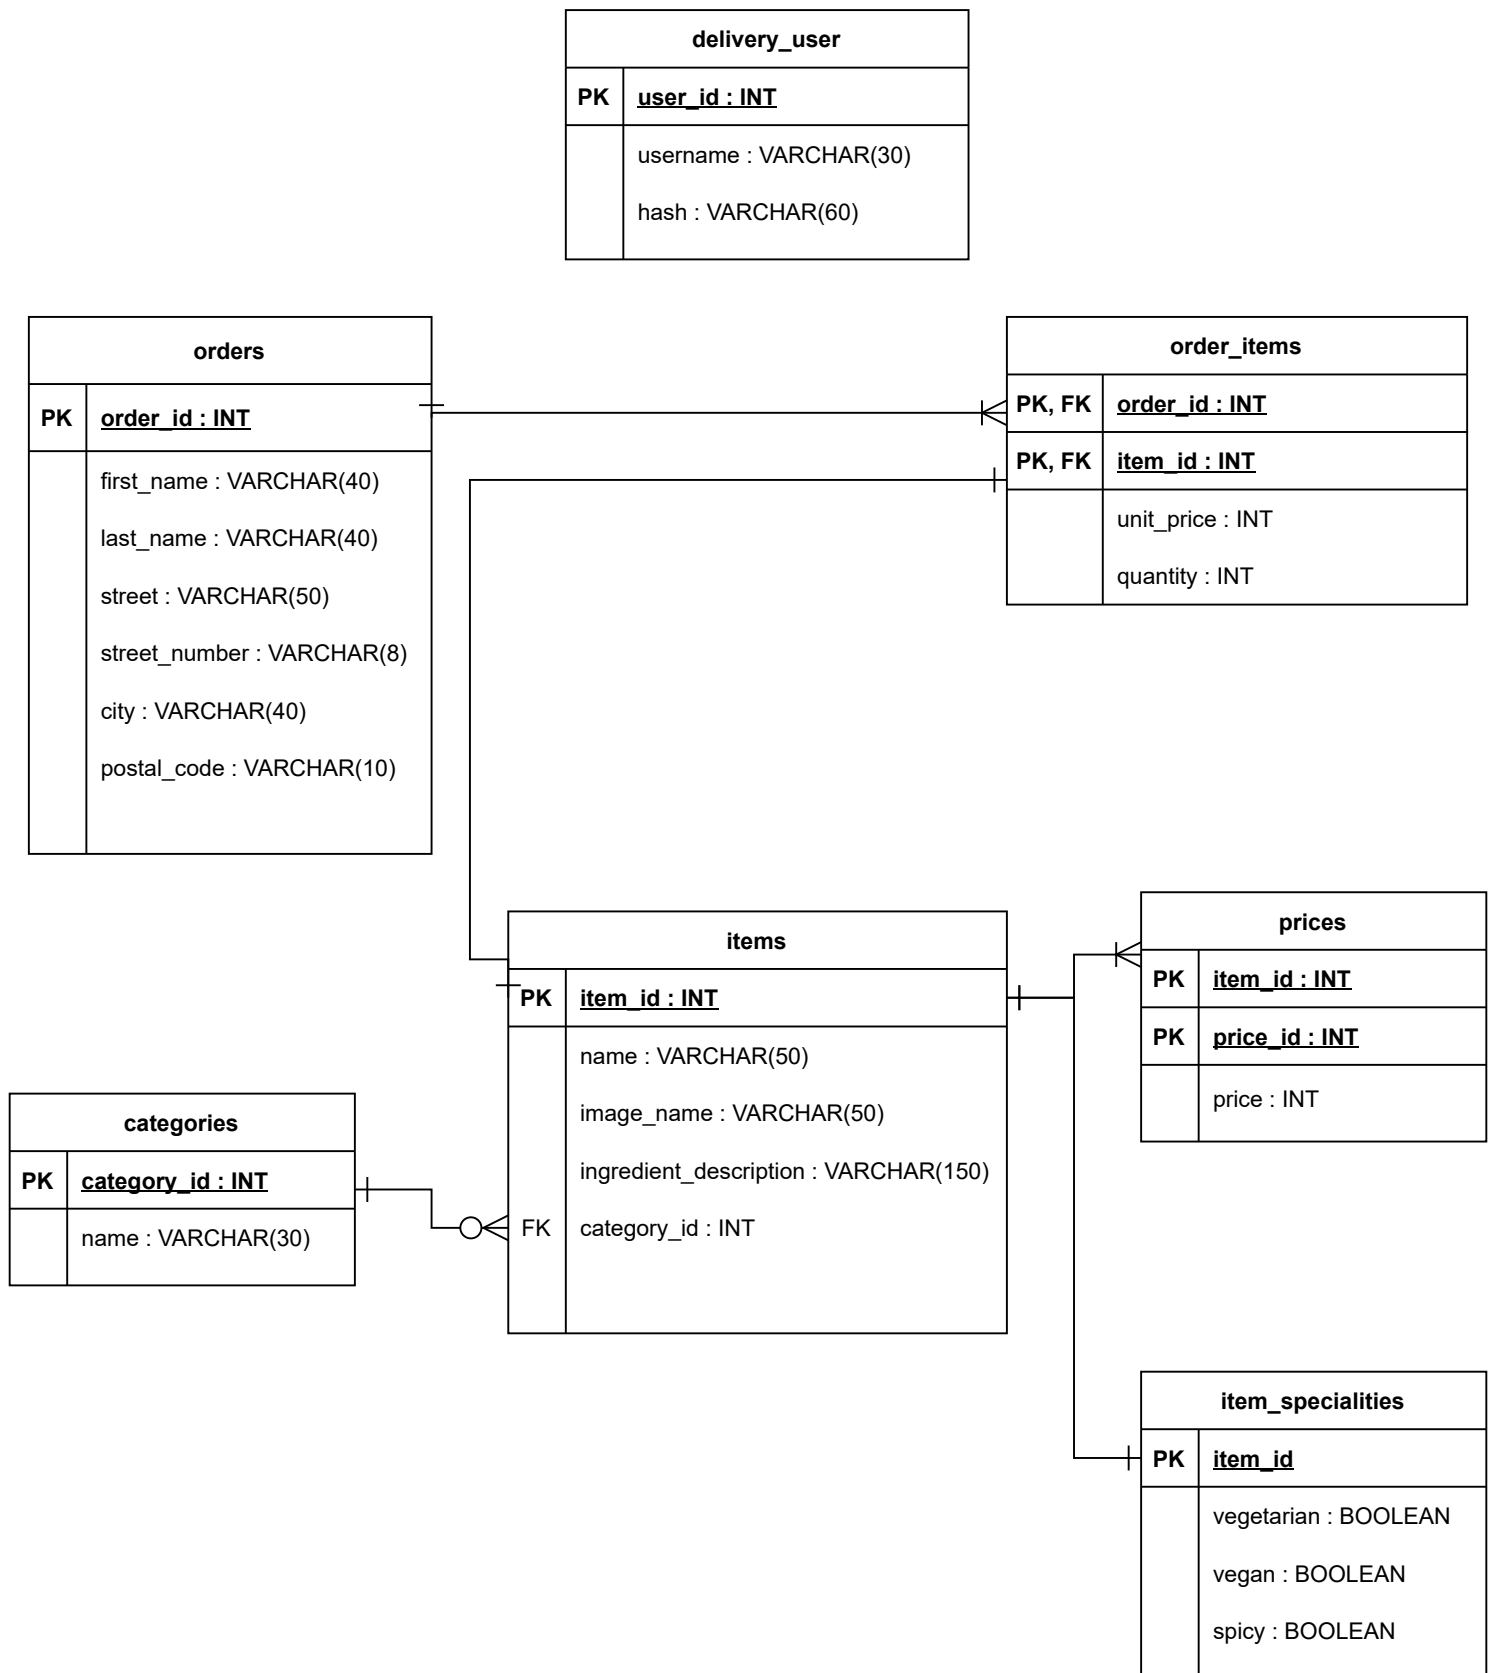 delivery_user
PK user_id : INT
username : VARCHAR(30)
hash : VARCHAR(60)
orders
PK order_id : INT
first_name : VARCHAR(40)
last_name : VARCHAR(40)
street : VARCHAR(50)
street_number : VARCHAR(8)
city : VARCHAR(40)
postal_code : VARCHAR(10)
order_items
PK, FK order_id : INT
PK, FK item_id : INT
unit_price : INT
quantity : INT
items
PK item_id : INT
name : VARCHAR(50)
image_name : VARCHAR(50)
ingredient_description : VARCHAR(150)
FK category_id : INT
prices
PK item_id : INT
PK price_id : INT
price : INT
categories
PK category_id : INT
name : VARCHAR(30)
item_specialities
PK item_id
vegetarian : BOOLEAN
vegan : BOOLEAN
spicy : BOOLEAN